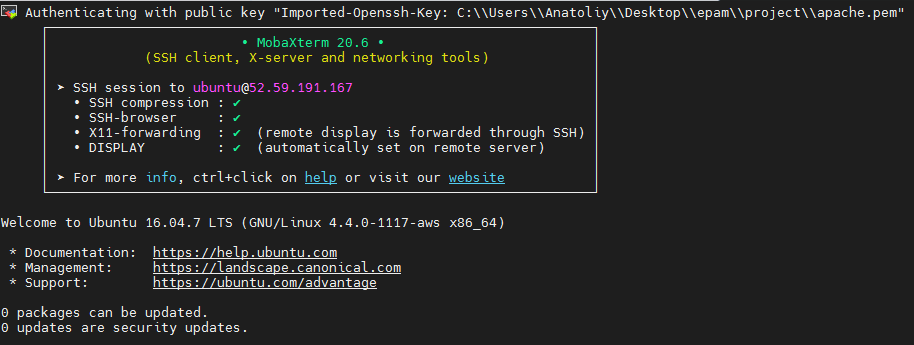 Authenticating with public key "Imported-Openssh-Key: C:\\Users\\Anatoliy\\Desktop\\epam\\project\\apache.pem"
• MobaXterm 20.6 •
(SSH client, X-server and networking tools)
➤ SSH session to ubuntu@52.59.191.167
• SSH compression : ✔
• SSH-browser : ✔
• X11-forwarding : ✔ (remote display is forwarded through SSH)
• DISPLAY : ✔ (automatically set on remote server)
➤ For more info, ctrl+click on help or visit our website
Welcome to Ubuntu 16.04.7 LTS (GNU/Linux 4.4.0-1117-aws x86_64)
* Documentation: https://help.ubuntu.com
* Management: https://landscape.canonical.com
* Support: https://ubuntu.com/advantage
0 packages can be updated.
0 updates are security updates.